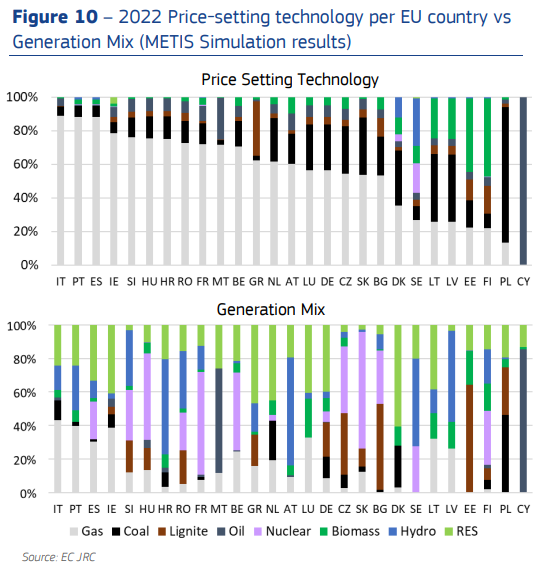 Figure 10 – 2022 Price-setting technology per EU country vs
Generation Mix (METIS Simulation results)
Price Setting Technology
100%
80%
60%
40%
20%
0%
IT PT ES IE SI HU HR RO FR MT BE GR NL AT LU DE CZ SK BG DK SE LT LV EE FI PL CY
Generation Mix
100%
80%
60%
40%
20%
0%
IT PT ES IE SI HU HR RO FR MT BE GR NL AT LU DE CZ SK BG DK SE LT LV EE FI PL CY
Gas Coal Lignite Oil Nuclear Biomass Hydro RES
Source: EC JRC